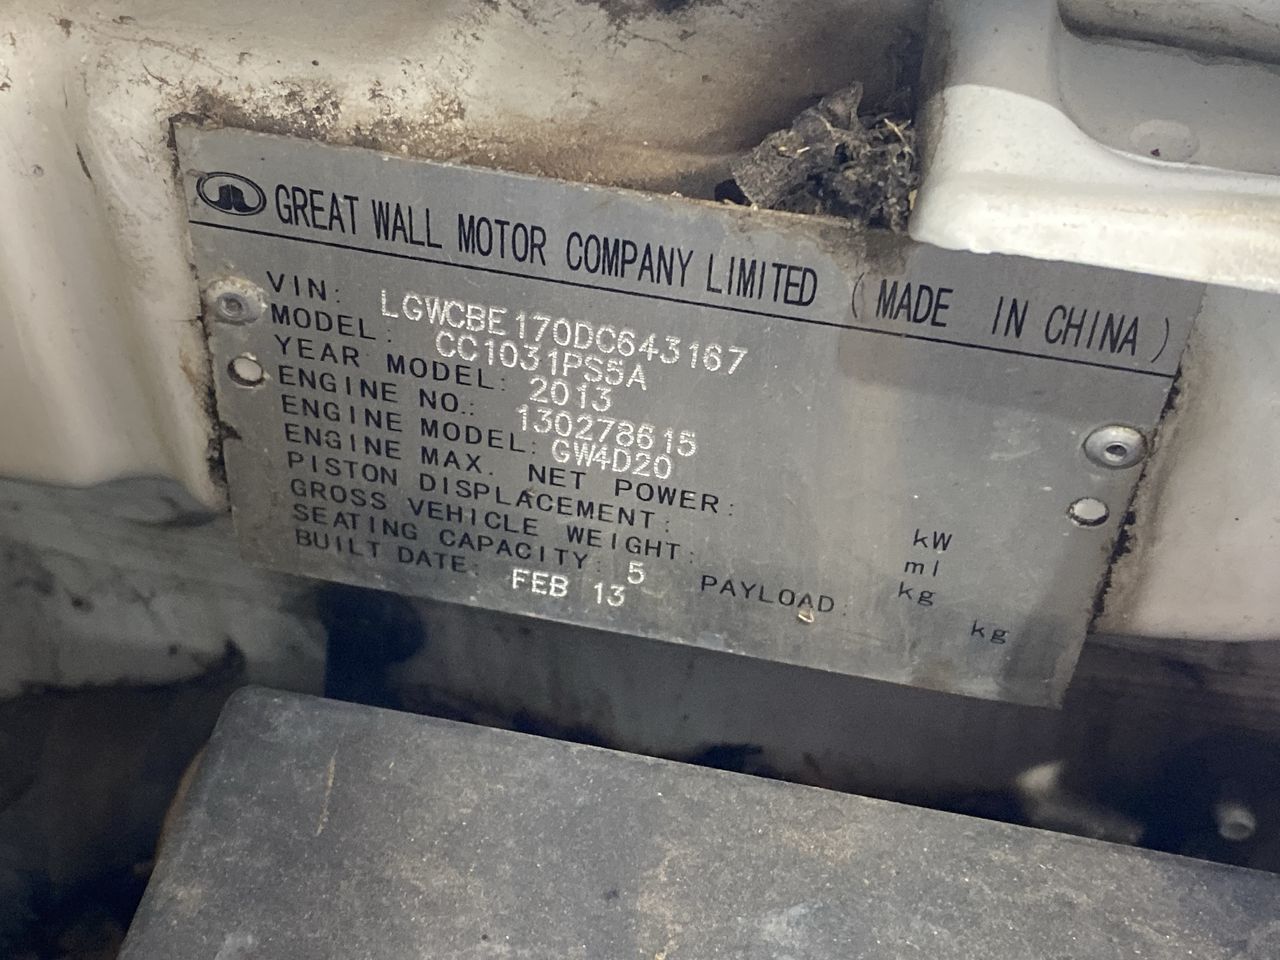 GREAT WALL MOTOR COMPANY LIMITED (MADE IN CHINA)
VIN: LGWCBE170DC643167
MODEL: CC1031PS5A
YEAR MODEL: 2013
ENGINE NO.: 130278615
ENGINE MODEL: GW4D20
ENGINE MAX. NET POWER: kW
PISTON DISPLACEMENT: ml
GROSS VEHICLE WEIGHT: kg
SEATING CAPACITY: 5 PAYLOAD: kg
BUILT DATE: FEB 13